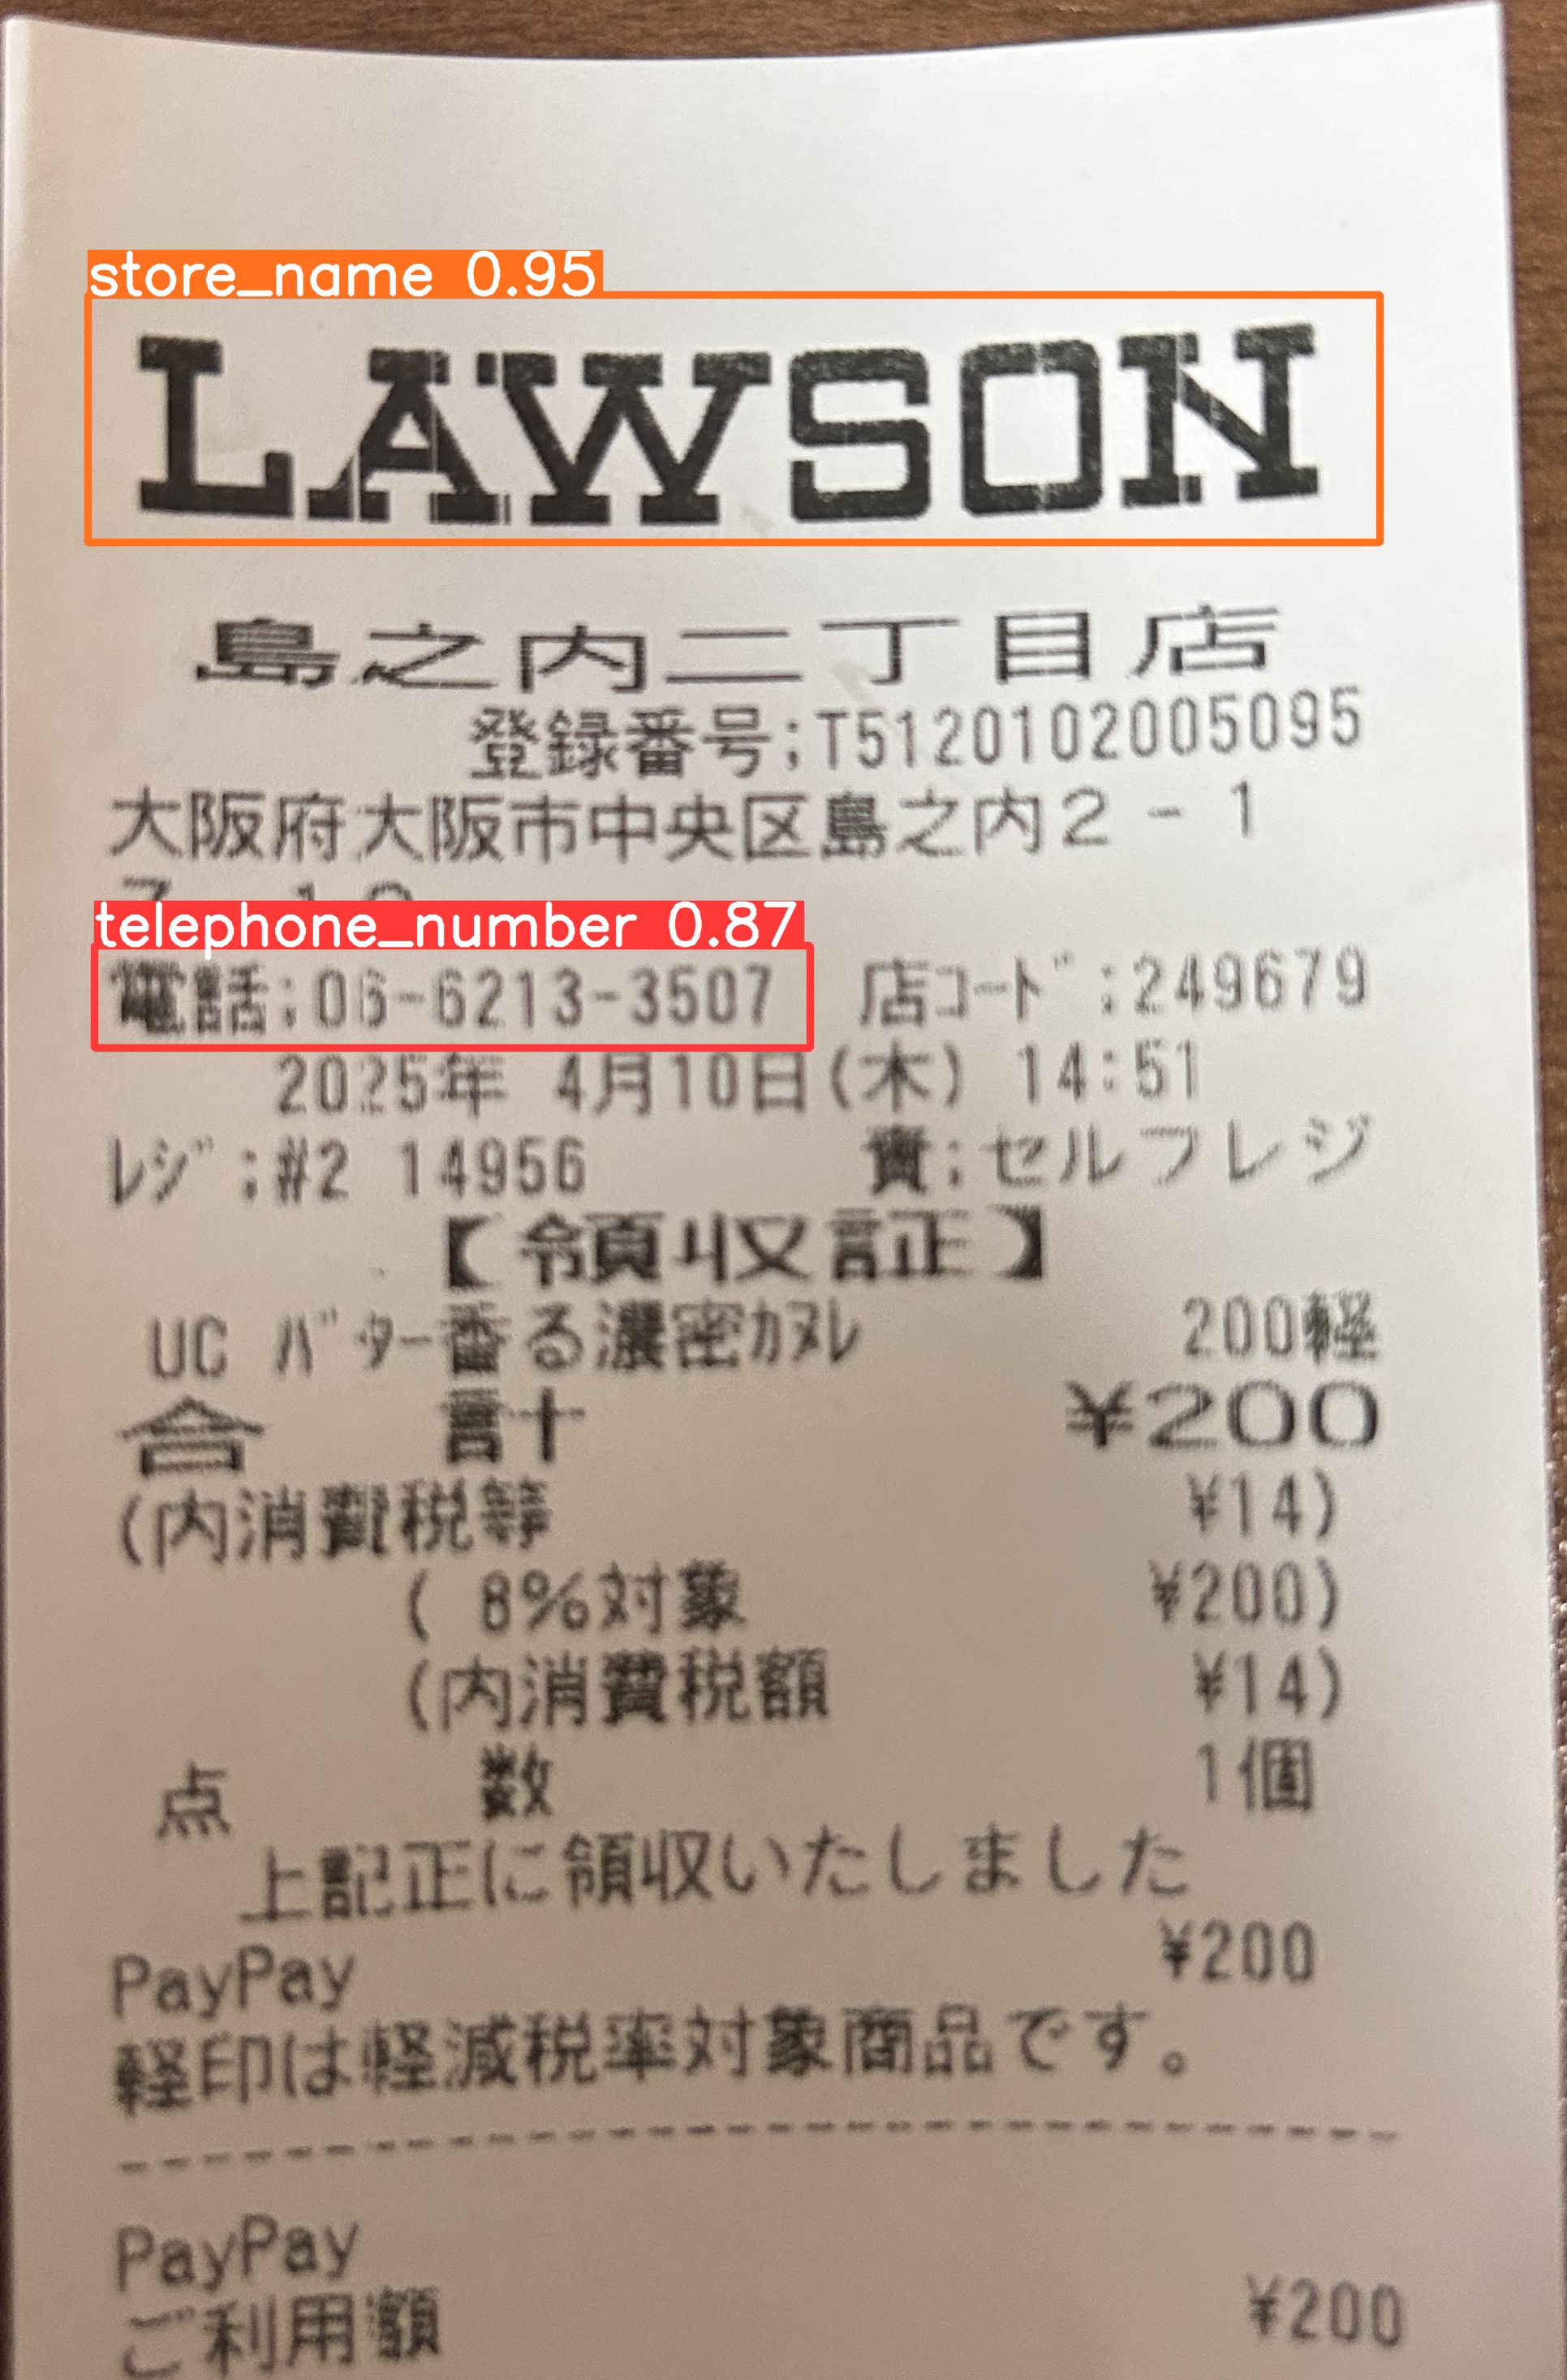 store_name 0.95
LAWSON
島之内二丁目店
登録番号;T5120102005095
大阪府大阪市中央区島之内2-1
telephone_number 0.87
電話;06-6213-3507 店コード:249679
2025年 4月10日(木) 14:51
レジ:#2 14956 責:セルフレジ
【領収証】
UC バター番る濃密カヌレ 200軽
合 計 ¥200
(内消費税等 ¥14)
( 8%対象 ¥200)
(内消費税額 ¥14)
点 数 1個
上記正に領収いたしました
PayPay ¥200
軽印は軽減税率対象商品です。
PayPay
ご利用額 ¥200